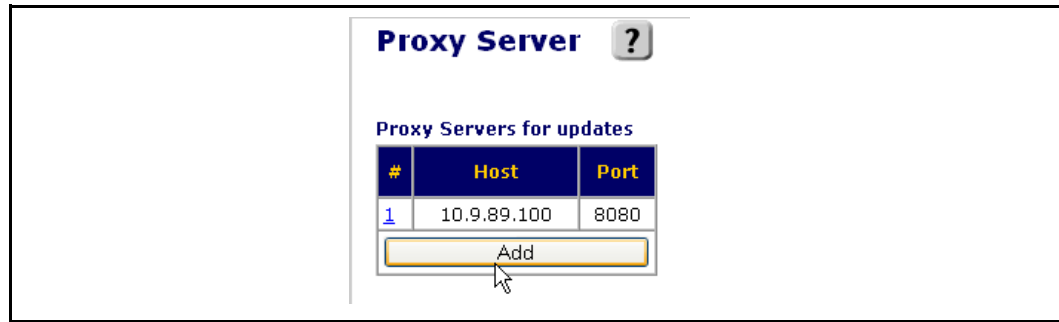 Proxy Server ?
Proxy Servers for updates
# Host Port
1 10.9.89.100 8080
Add